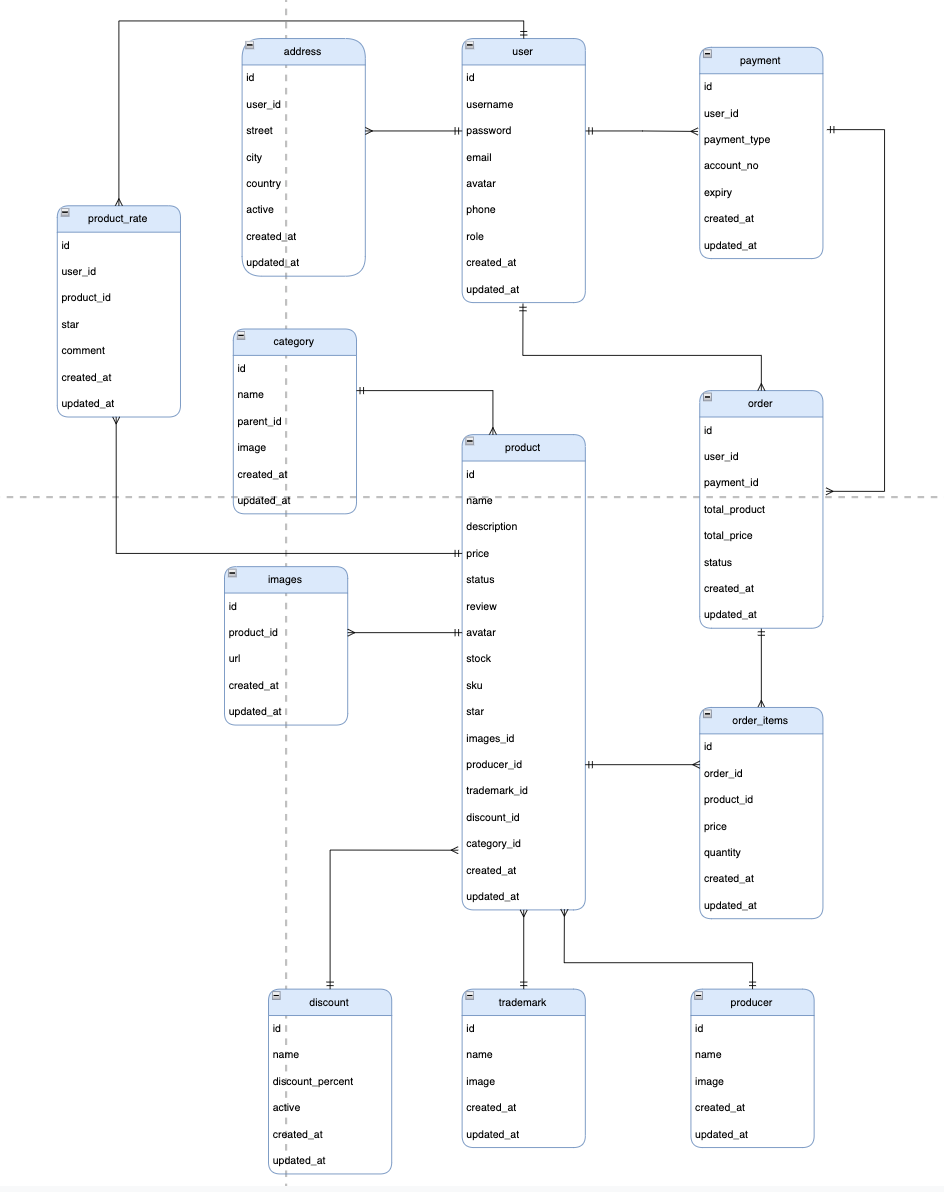 address
id
user_id
street
city
country
active
created_at
updated_at
user
id
username
password
email
avatar
phone
role
created_at
updated_at
payment
id
user_id
payment_type
account_no
expiry
created_at
updated_at
product_rate
id
user_id
product_id
star
comment
created_at
updated_at
category
id
name
parent_id
image
created_at
updated_at
product
id
name
description
price
status
review
avatar
stock
sku
star
images_id
producer_id
trademark_id
discount_id
category_id
created_at
updated_at
order
id
user_id
payment_id
total_product
total_price
status
created_at
updated_at
images
id
product_id
url
created_at
updated_at
order_items
id
order_id
product_id
price
quantity
created_at
updated_at
discount
id
name
discount_percent
active
created_at
updated_at
trademark
id
name
image
created_at
updated_at
producer
id
name
image
created_at
updated_at